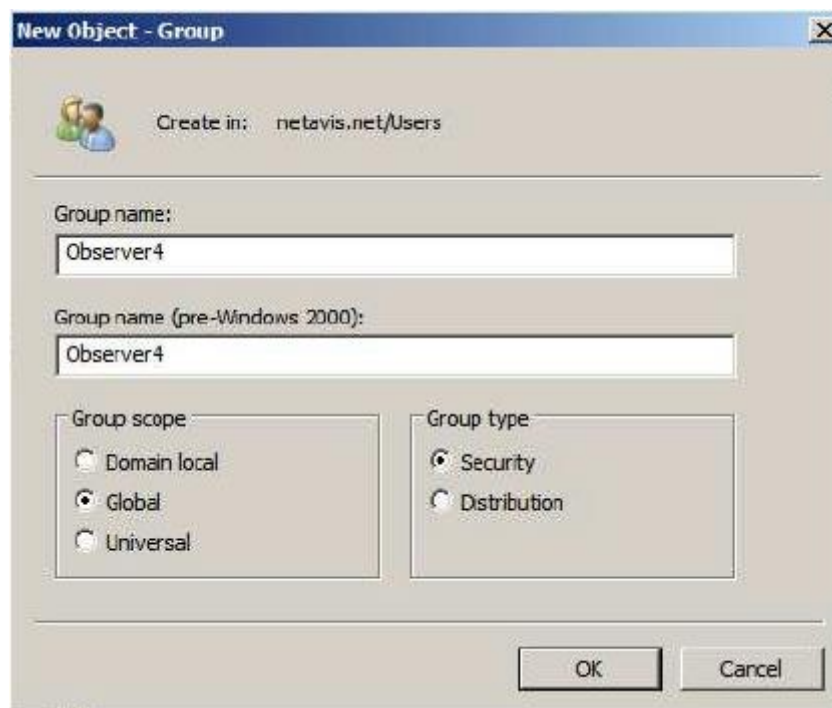 New Object - Group
Create in: netavis.net/Users
Group name:
Observer4
Group name (pre-Windows 2000):
Observer4
Group scope
Domain local
Global
Universal
Group type
Security
Distribution
OK
Cancel